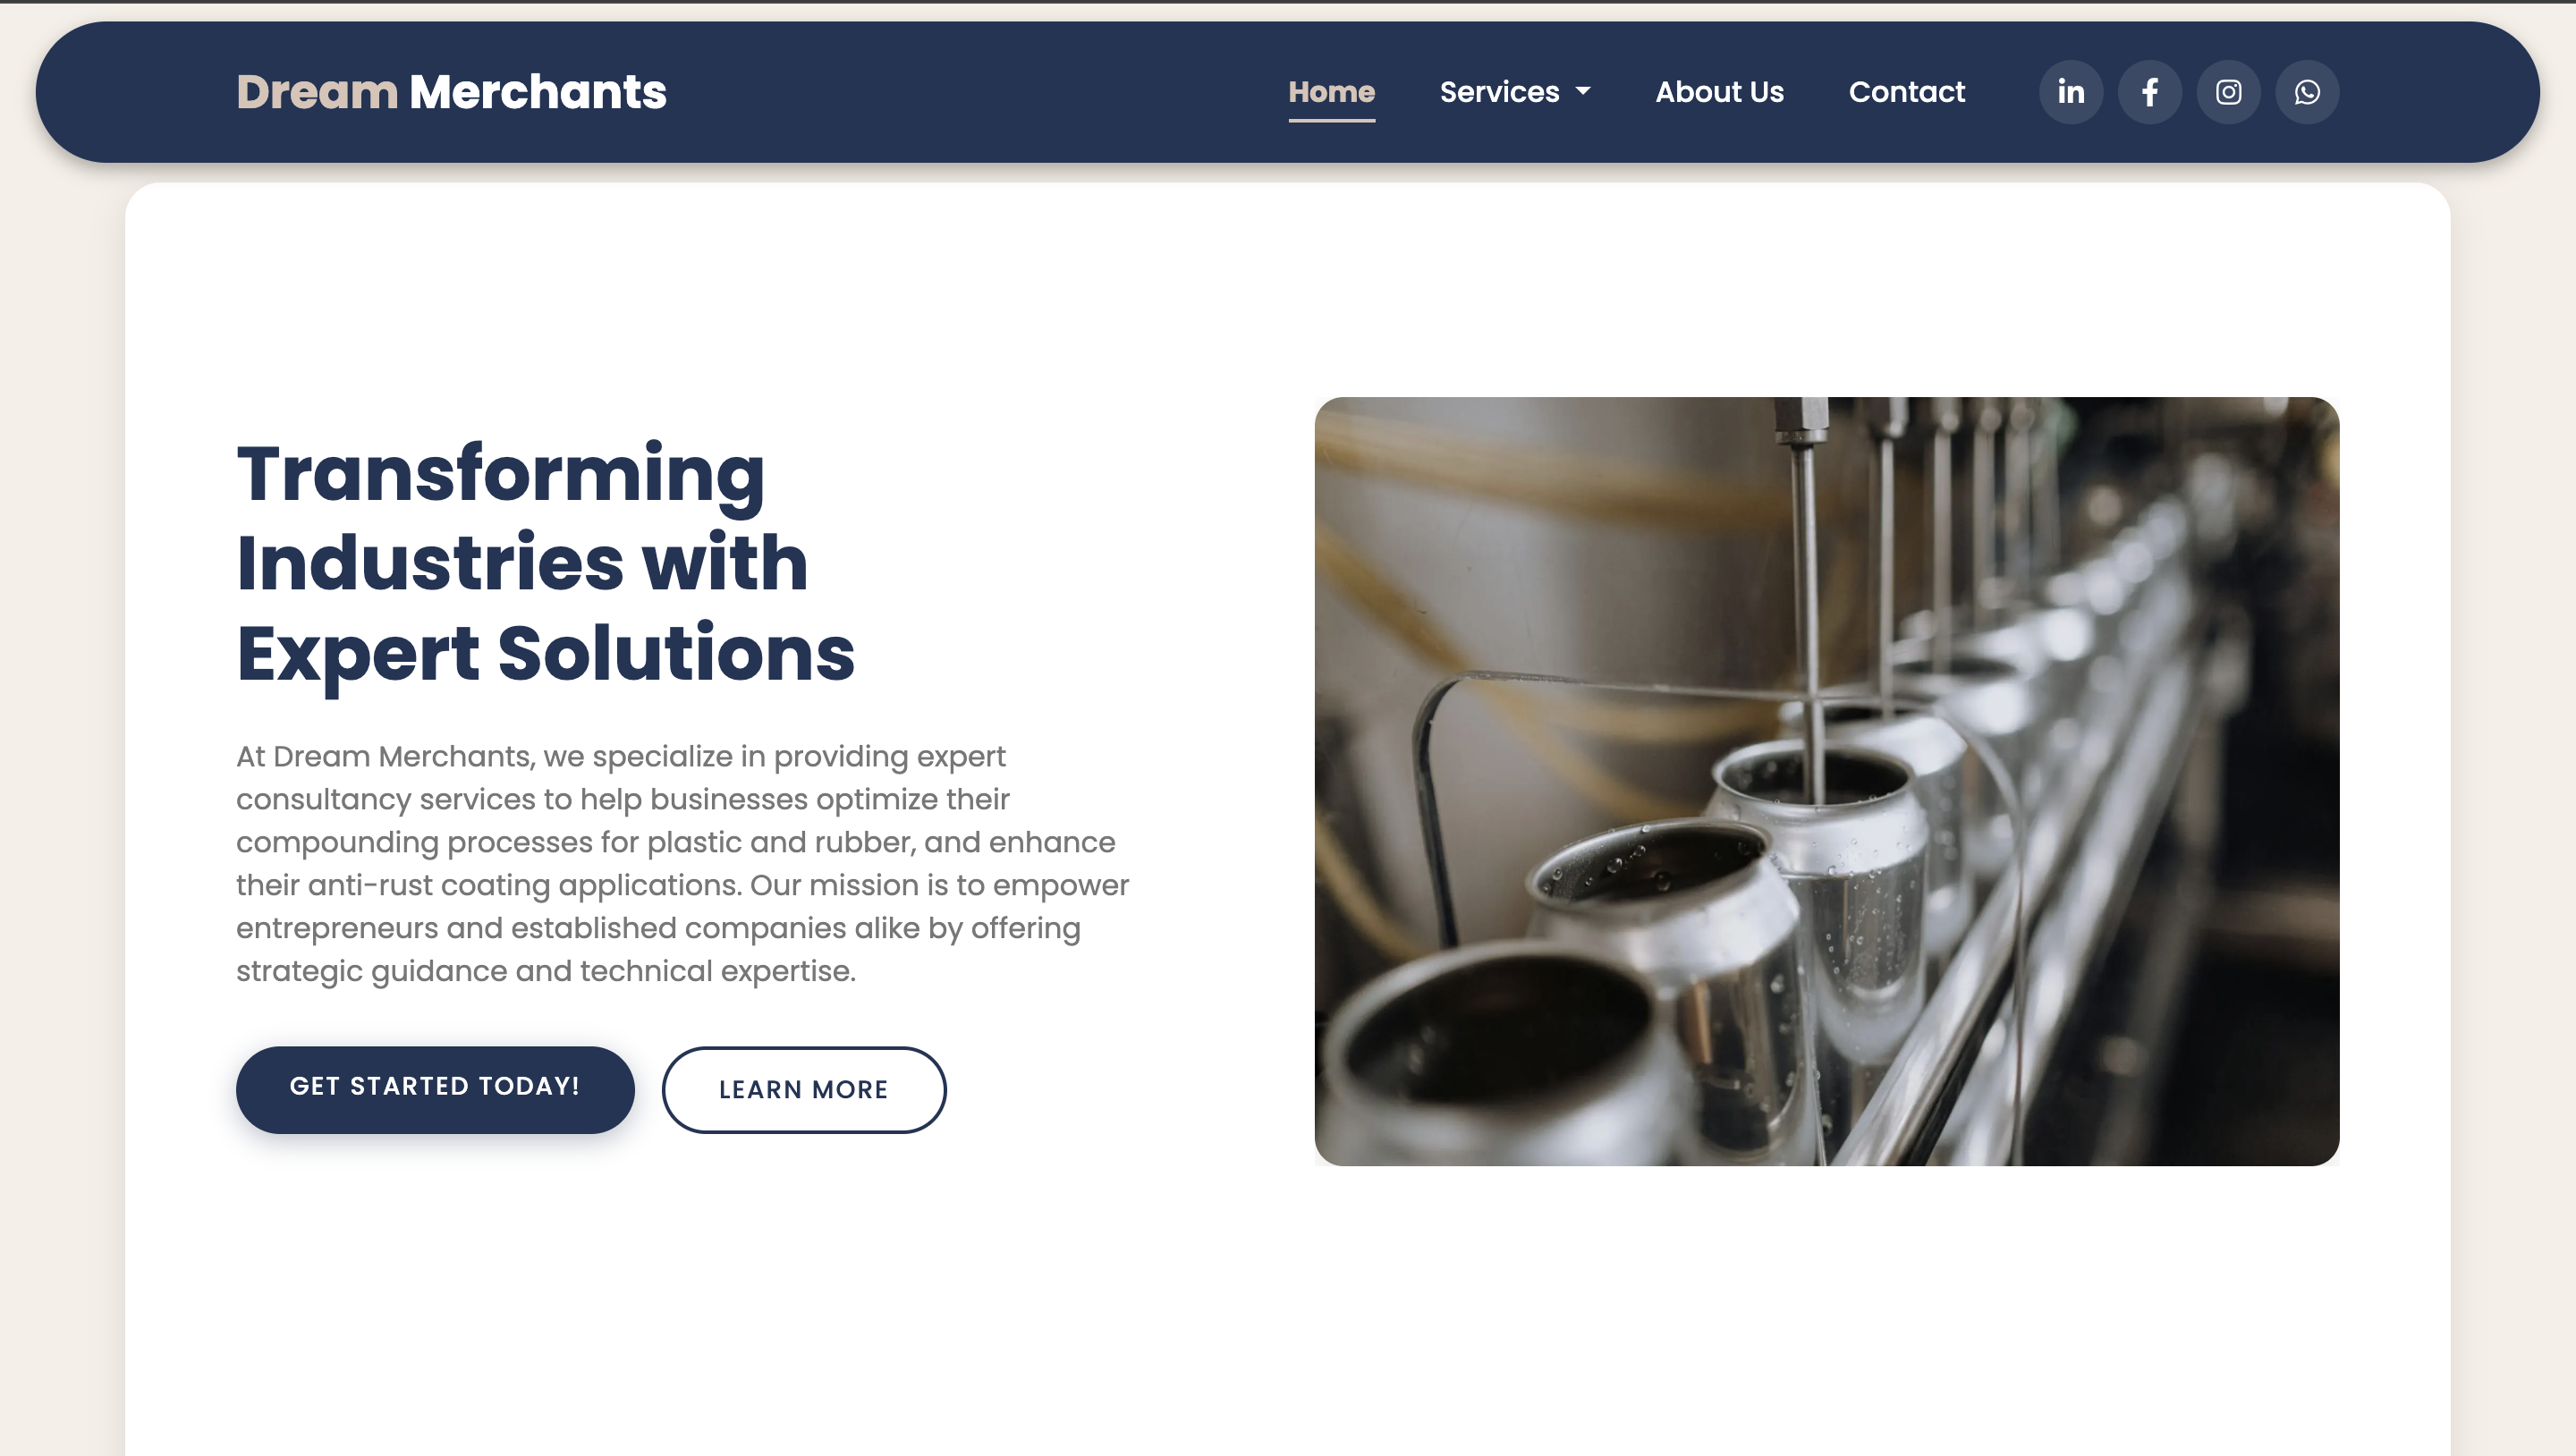 Dream Merchants
Home Services About Us Contact
Transforming
Industries with
Expert Solutions
At Dream Merchants, we specialize in providing expert
consultancy services to help businesses optimize their
compounding processes for plastic and rubber, and enhance
their anti-rust coating applications. Our mission is to empower
entrepreneurs and established companies alike by offering
strategic guidance and technical expertise.
GET STARTED TODAY! LEARN MORE